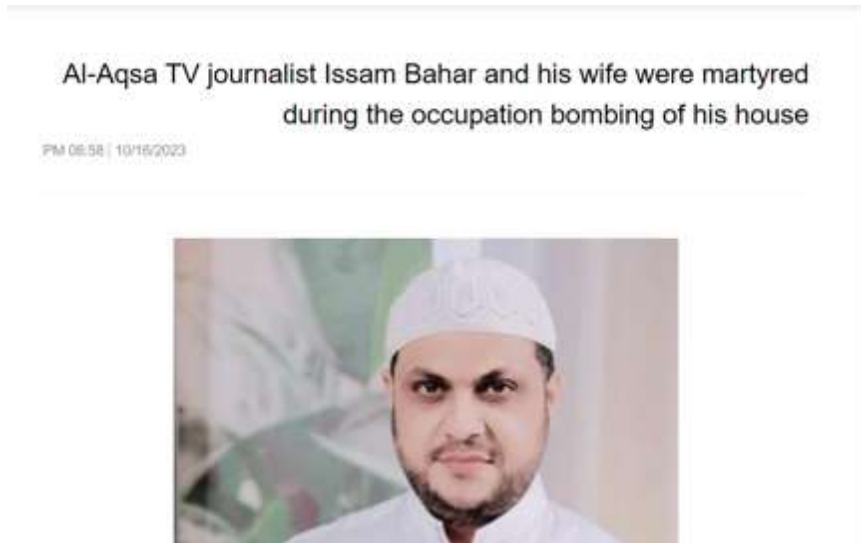 Al-Aqsa TV journalist Issam Bahar and his wife were martyred
during the occupation bombing of his house
PM 08:58 | 10/16/2023